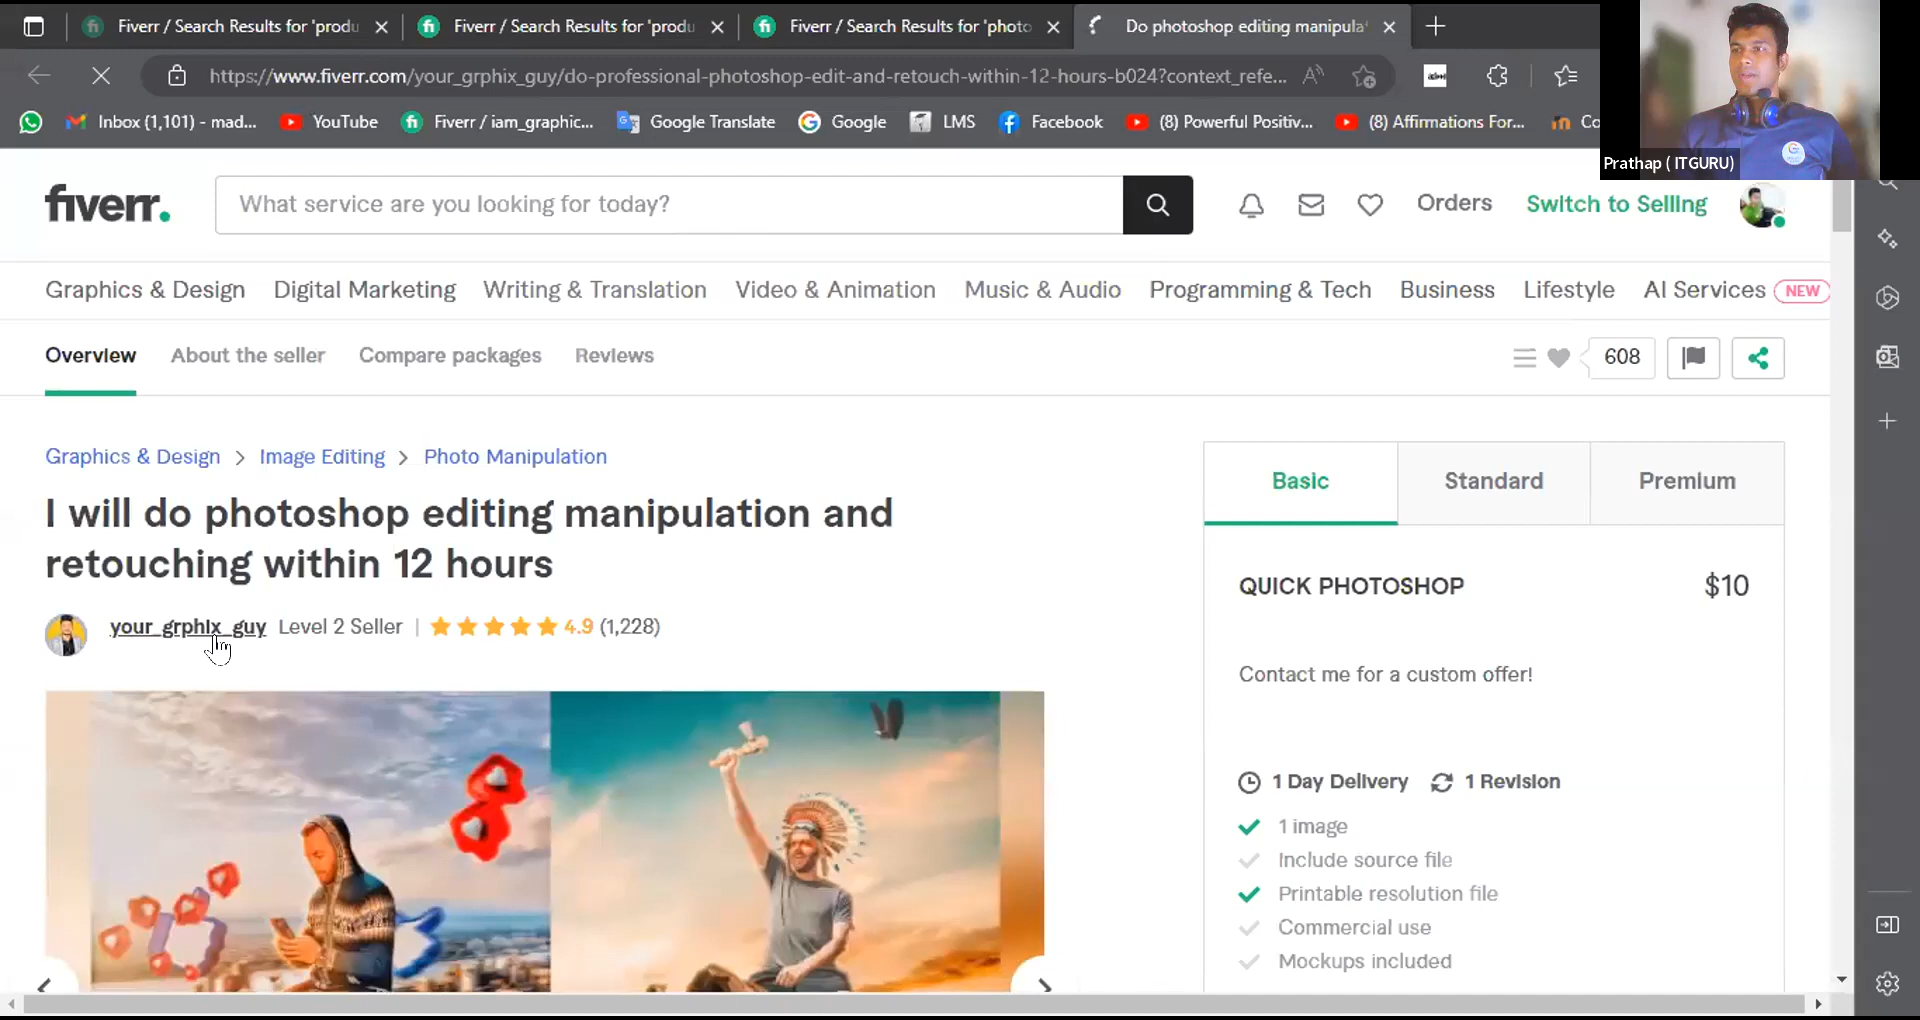 Fiverr / Search Results for 'produ
Fiverr / Search Results for 'produ
Fiverr / Search Results for 'photo
Do photoshop editing manipulat
https://www.fiverr.com/your_grphix_guy/do-professional-photoshop-edit-and-retouch-within-12-hours-b024?context_refe...
Inbox (1,101) - mad...
YouTube
Fiverr / iam_graphic...
Google Translate
Google
LMS
Facebook
(8) Powerful Positiv...
(8) Affirmations For...
Co
Prathap ( ITGURU)
fiverr.
What service are you looking for today?
Orders
Switch to Selling
Graphics & Design
Digital Marketing
Writing & Translation
Video & Animation
Music & Audio
Programming & Tech
Business
Lifestyle
AI Services NEW
Overview
About the seller
Compare packages
Reviews
608
Graphics & Design > Image Editing > Photo Manipulation
I will do photoshop editing manipulation and
retouching within 12 hours
your_grphix_guy Level 2 Seller | 4.9 (1,228)
Basic
Standard
Premium
QUICK PHOTOSHOP $10
Contact me for a custom offer!
1 Day Delivery 1 Revision
1 image
Include source file
Printable resolution file
Commercial use
Mockups included